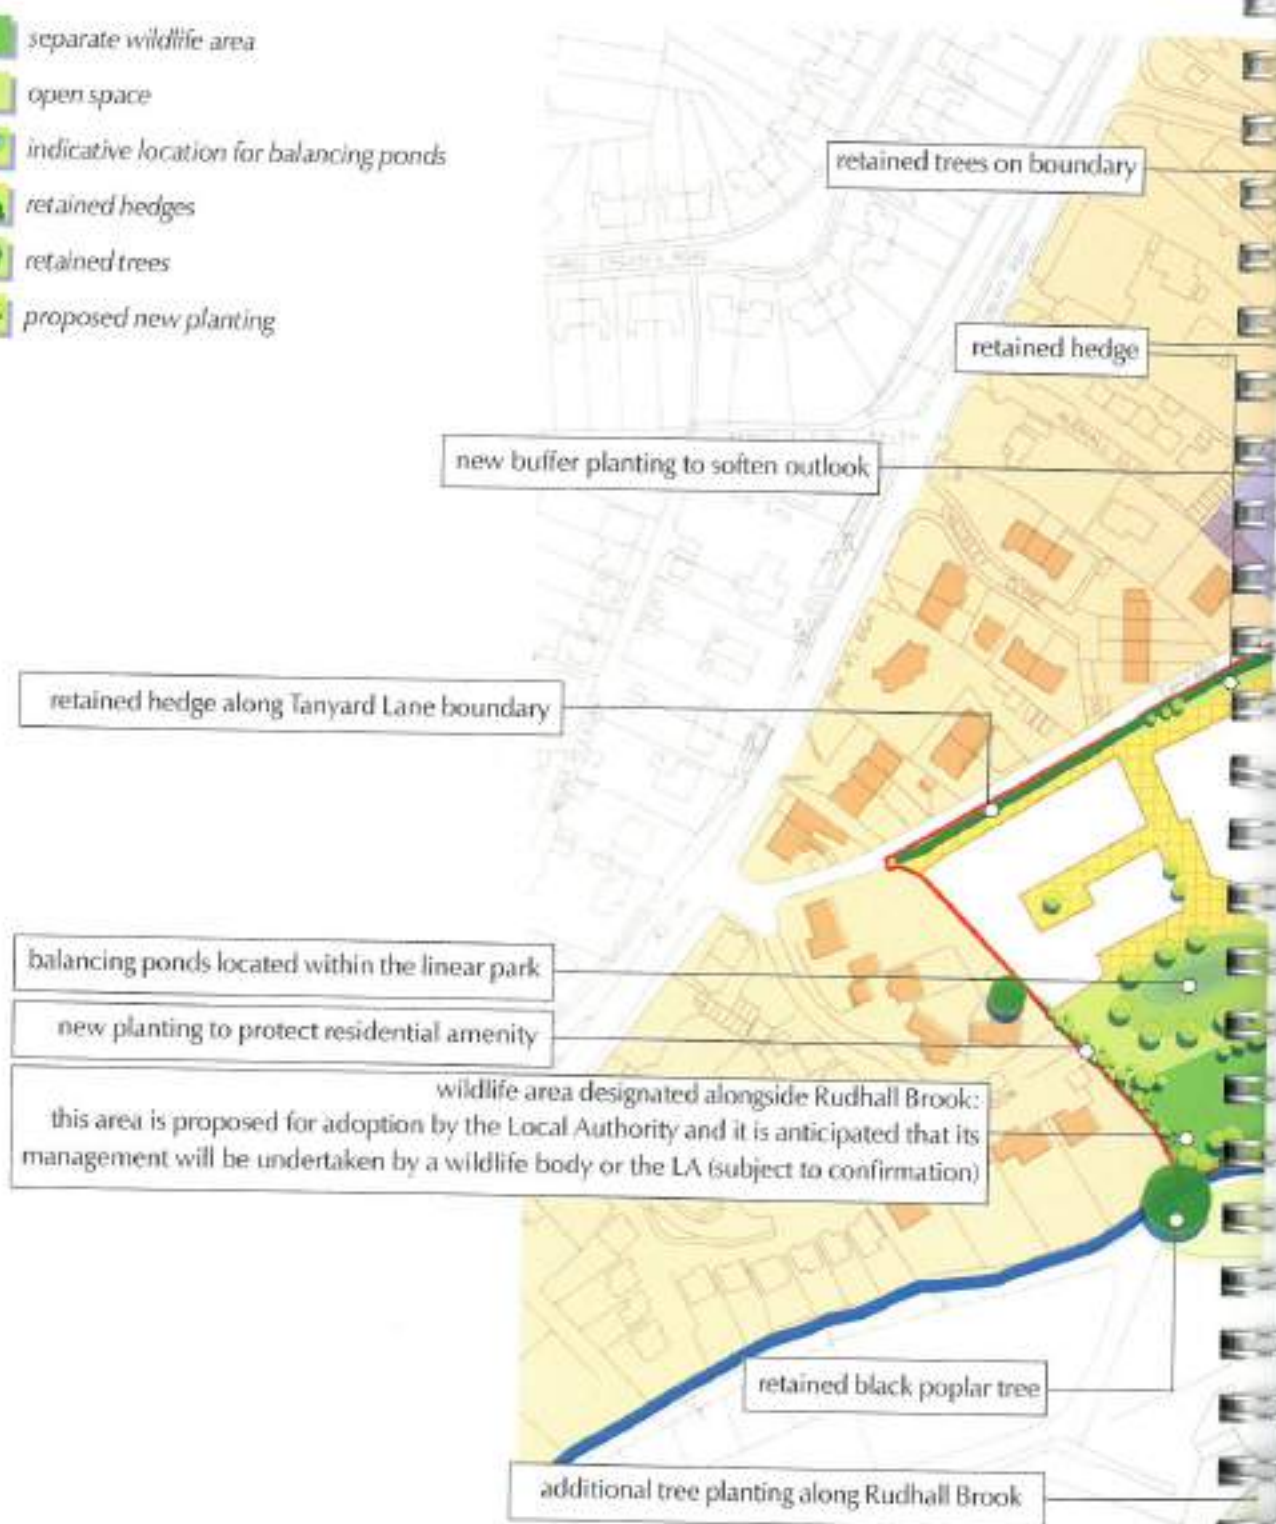 separate wildlife area
open space
indicative location for balancing ponds
retained hedges
retained trees
proposed new planting
retained trees on boundary
retained hedge
new buffer planting to soften outlook
retained hedge along Tanyard Lane boundary
balancing ponds located within the linear park
new planting to protect residential amenity
wildlife area designated alongside Rudhall Brook:
this area is proposed for adoption by the Local Authority and it is anticipated that its
management will be undertaken by a wildlife body or the LA (subject to confirmation)
retained black poplar tree
additional tree planting along Rudhall Brook